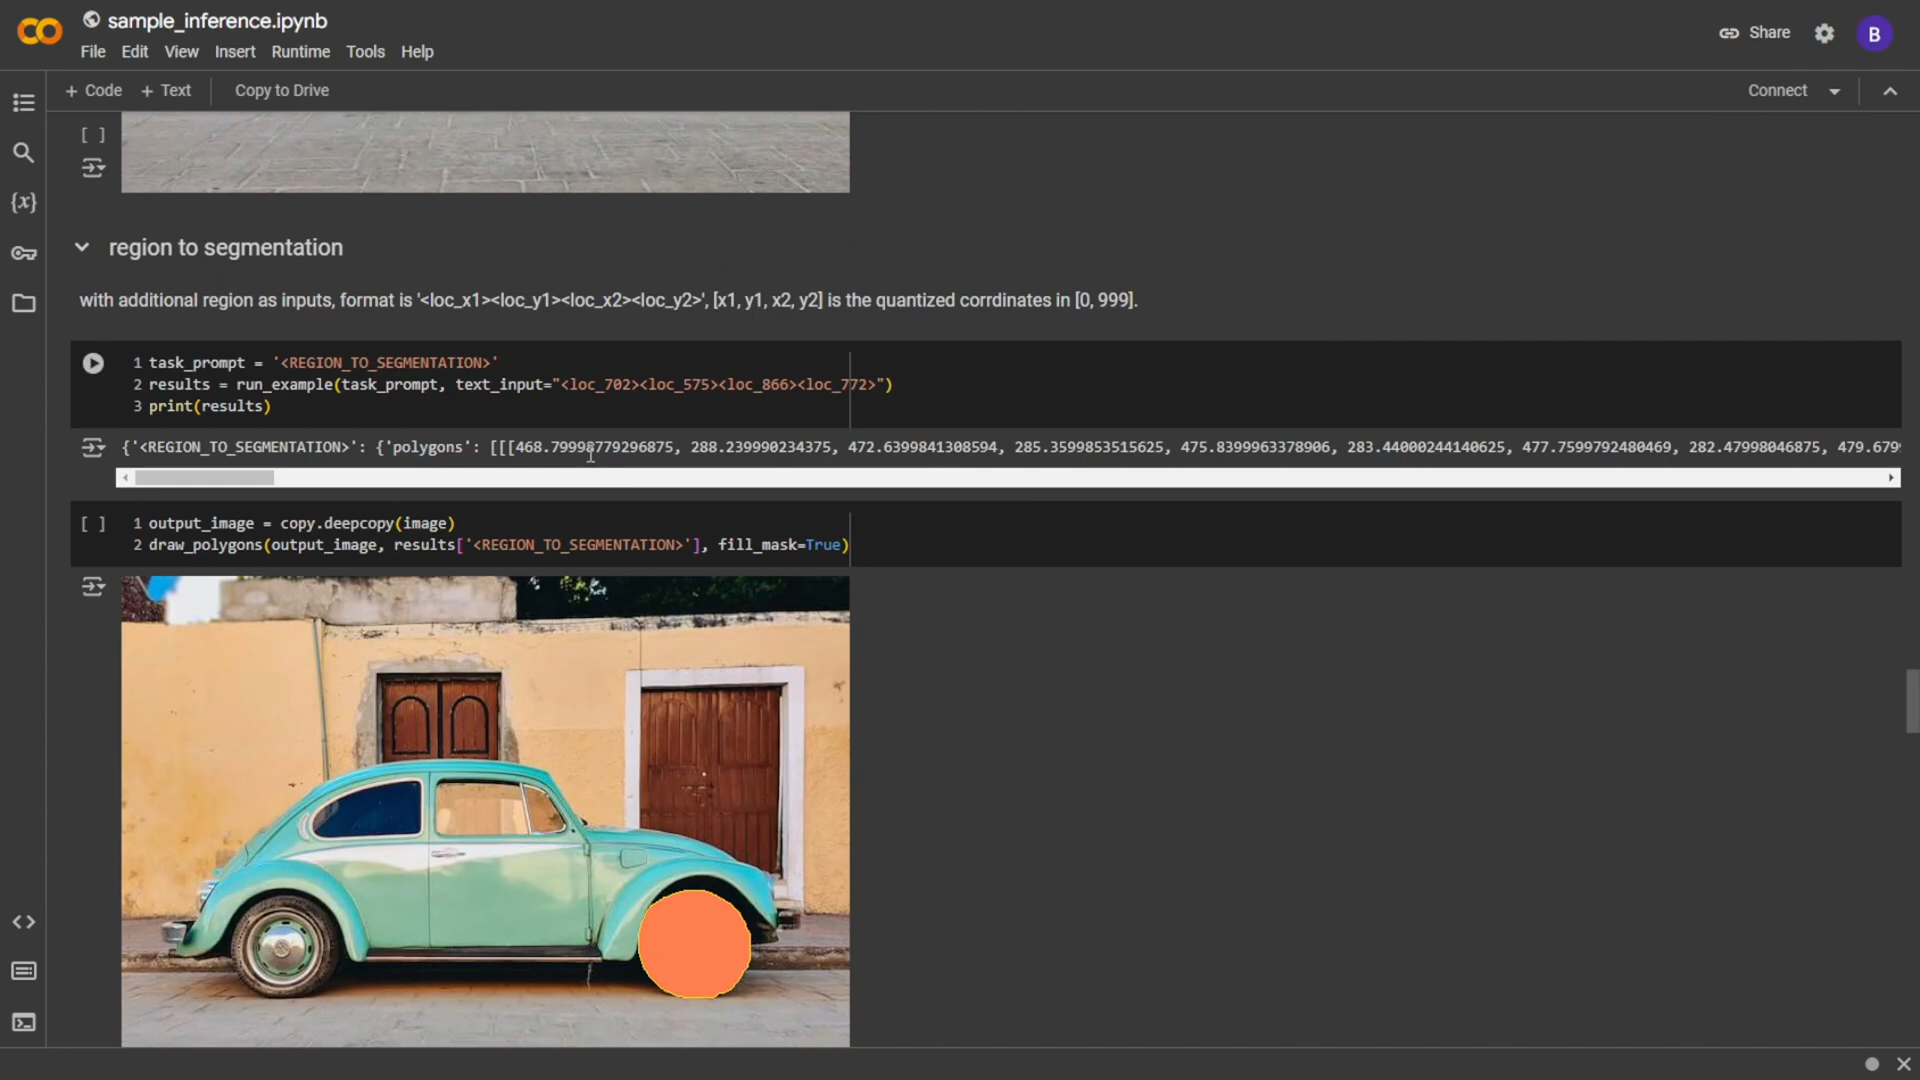 sample_inference.ipynb
File Edit View Insert Runtime Tools Help
Share
B
+ Code + Text Copy to Drive
Connect
[ ]
{x}
region to segmentation
with additional region as inputs, format is '<loc_x1><loc_y1><loc_x2><loc_y2>', [x1, y1, x2, y2] is the quantized corrdinates in [0, 999].
1 task_prompt = '<REGION_TO_SEGMENTATION>'
2 results = run_example(task_prompt, text_input="<loc_702><loc_575><loc_866><loc_772>")
3 print(results)
{'<REGION_TO_SEGMENTATION>': {'polygons': [[[468.79998779296875, 288.239990234375, 472.6399841308594, 285.3599853515625, 475.8399963378906, 283.44000244140625, 477.7599792480469, 282.47998046875, 479.6799
[ ]
1 output_image = copy.deepcopy(image)
2 draw_polygons(output_image, results['<REGION_TO_SEGMENTATION>'], fill_mask=True)